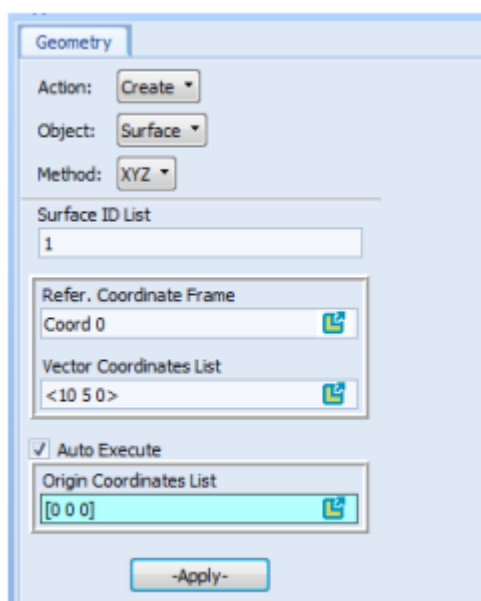 Geometry
Action: Create
Object: Surface
Method: XYZ
Surface ID List
1
Refer. Coordinate Frame
Coord 0
Vector Coordinates List
<10 5 0>
Auto Execute
Origin Coordinates List
[0 0 0]
-Apply-